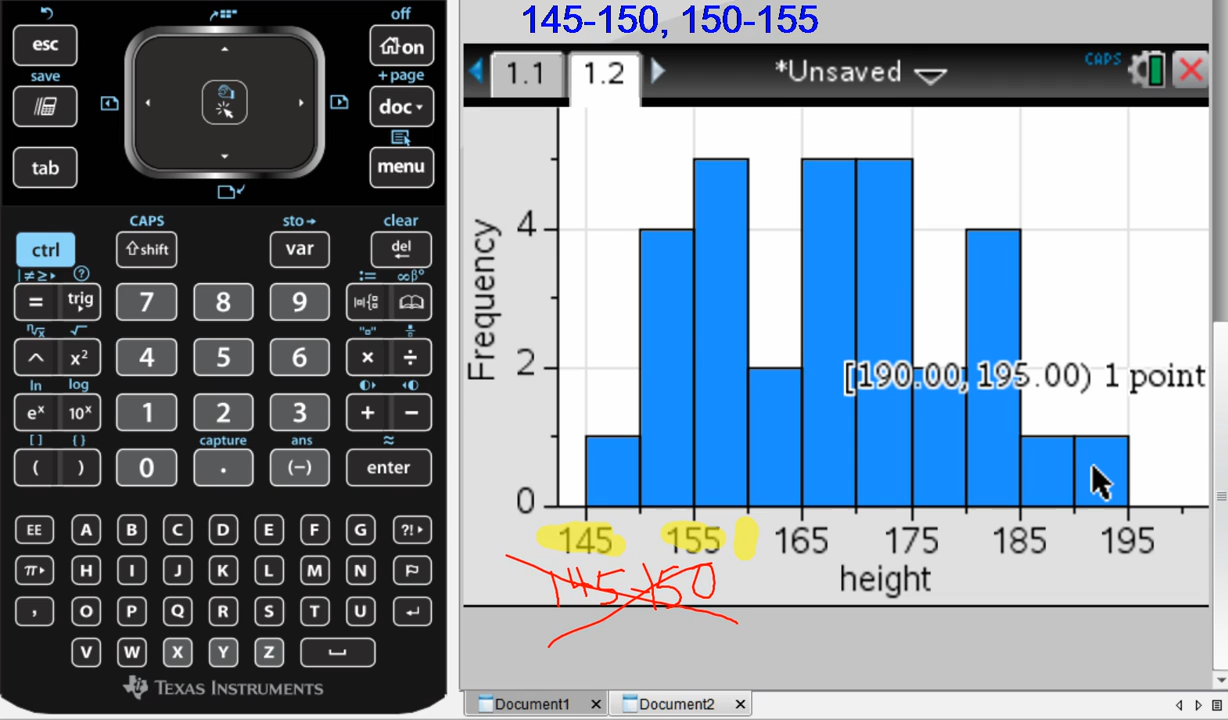 145-150, 150-155
off
esc
on
save
+ page
doc
tab
menu
CAPS
sto
clear
ctrl
shift
var
del
|≠≥
?
:=
∞β°
= trig 7 8 9
ⁿ√x √
^ x² 4 5 6 × ÷
ln log
eˣ 10ˣ 1 2 3 + −
[ ] { } capture ans ≈
( ) 0 . (−) enter
EE A B C D E F G ?!
π H I J K L M N
, O P Q R S T U
V W X Y Z
TEXAS INSTRUMENTS
1.1 1.2 *Unsaved CAPS
Frequency
4
2
0
[190.00, 195.00) 1 point
145 155 165 175 185 195
height
145-150
Document1 Document2